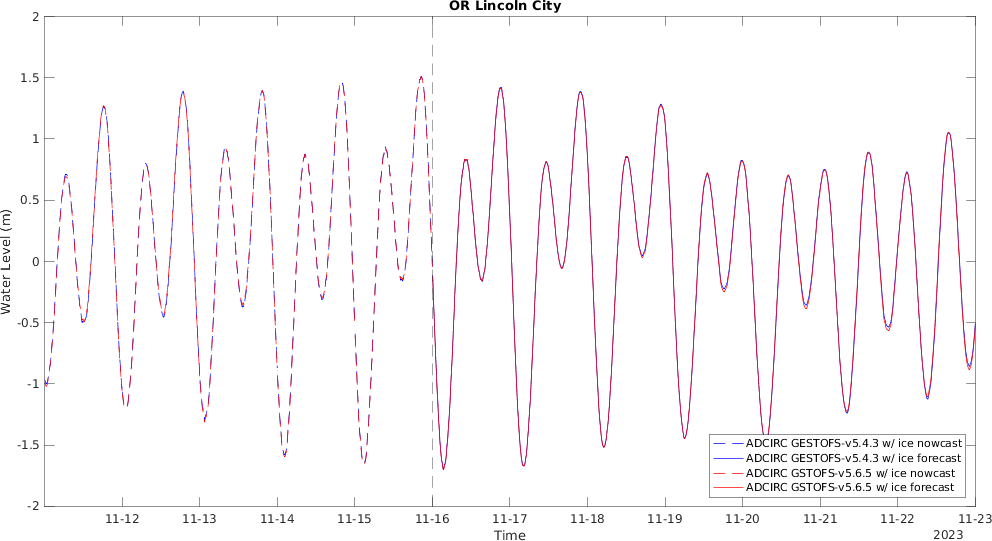 OR Lincoln City
2
1.5
1
0.5
0
-0.5
-1
-1.5
-2
Water Level (m)
ADCIRC GESTOFS-v5.4.3 w/ ice nowcast
ADCIRC GESTOFS-v5.4.3 w/ ice forecast
ADCIRC GSTOFS-v5.6.5 w/ ice nowcast
ADCIRC GSTOFS-v5.6.5 w/ ice forecast
11-12 11-13 11-14 11-15 11-16 11-17 11-18 11-19 11-20 11-21 11-22 11-23
Time
2023